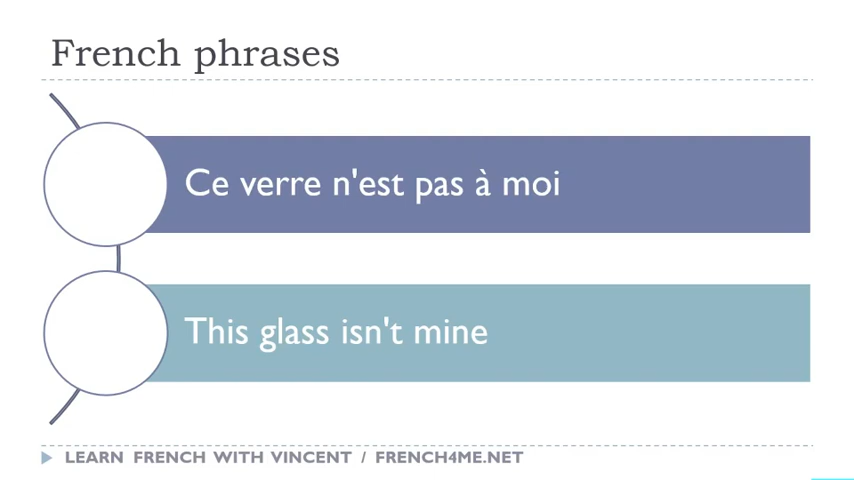 French phrases
Ce verre n'est pas à moi
This glass isn't mine
LEARN FRENCH WITH VINCENT / FRENCH4ME.NET